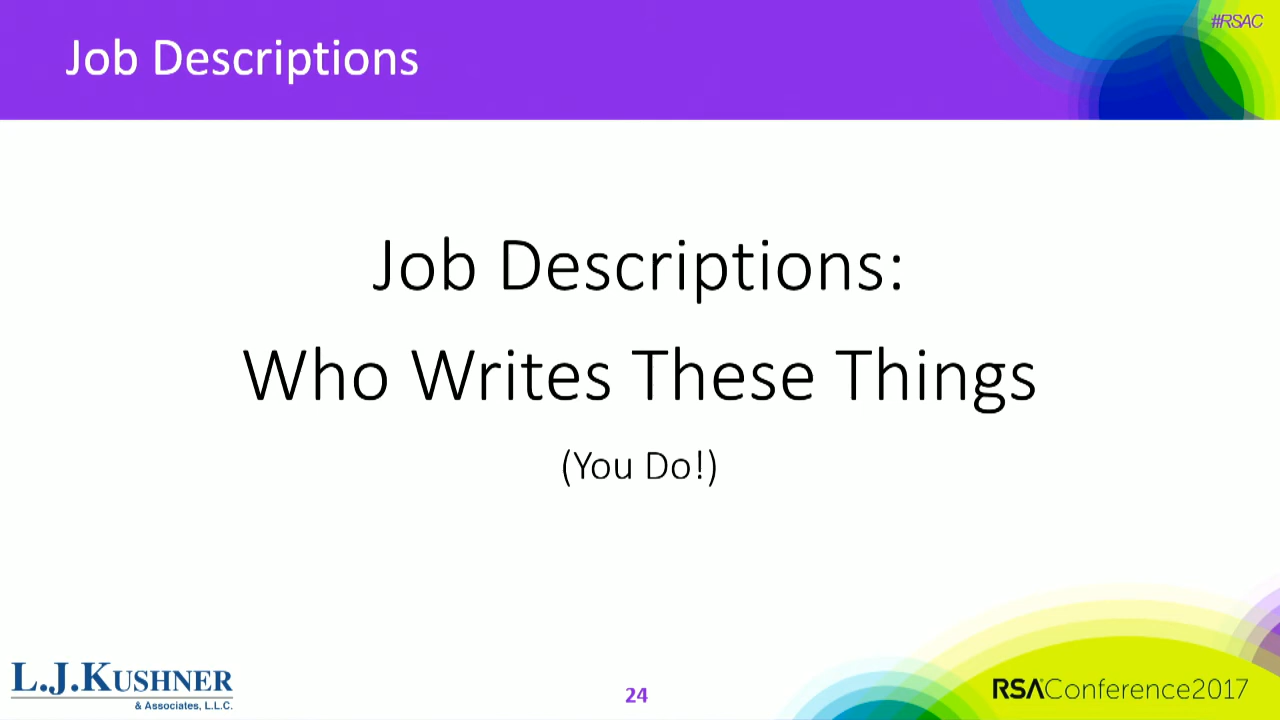 #RSAC
Job Descriptions
Job Descriptions:
Who Writes These Things
(You Do!)
L.J.KUSHNER
& Associates, L.L.C.
24
RSAConference2017